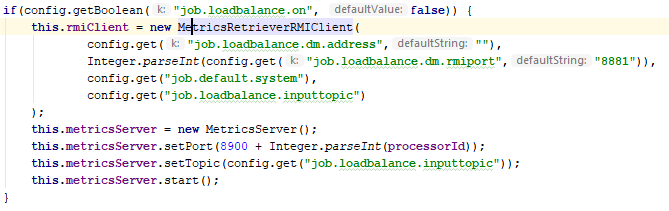 if(config.getBoolean( k: "job.loadbalance.on", defaultValue: false)) {
this.rmiClient = new MetricsRetrieverRMIClient(
config.get( k: "job.loadbalance.dm.address", defaultString: ""),
Integer.parseInt(config.get( k: "job.loadbalance.dm.rmiport", defaultString: "8881")),
config.get("job.default.system"),
config.get("job.loadbalance.inputtopic")
);
this.metricsServer = new MetricsServer();
this.metricsServer.setPort(8900 + Integer.parseInt(processorId));
this.metricsServer.setTopic(config.get("job.loadbalance.inputtopic"));
this.metricsServer.start();
}